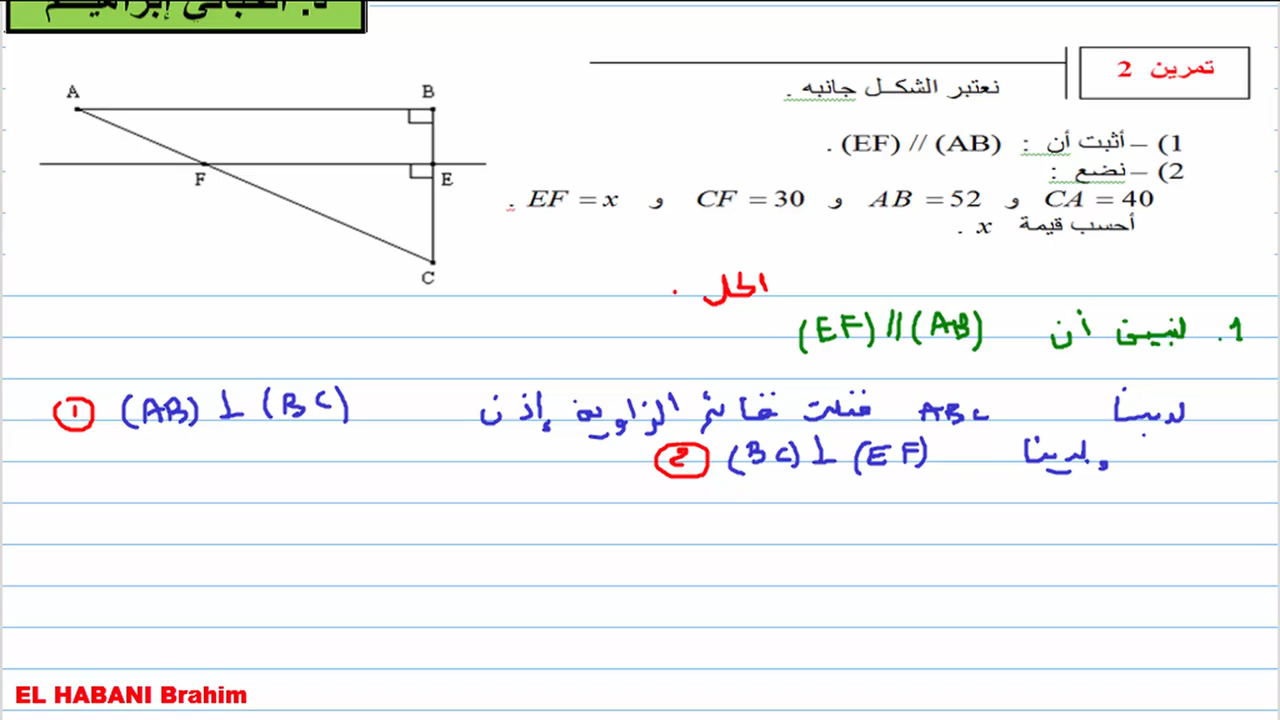 ذ. الحباني إبراهيم
تمرين 2
نعتبر الشكل جانبه .
1) – أثبت أن : (EF) // (AB) .
2) – نضع :
CA = 40 و AB = 52 و CF = 30 و EF = x .
أحسب قيمة x .
A
B
F
E
C
الحل .
1. لنبين أن (EF) // (AB)
لدينا ABC مثلث قائم الزاوية إذن (AB) ⊥ (BC) ①
ولدينا (BC) ⊥ (EF) ②
EL HABANI Brahim